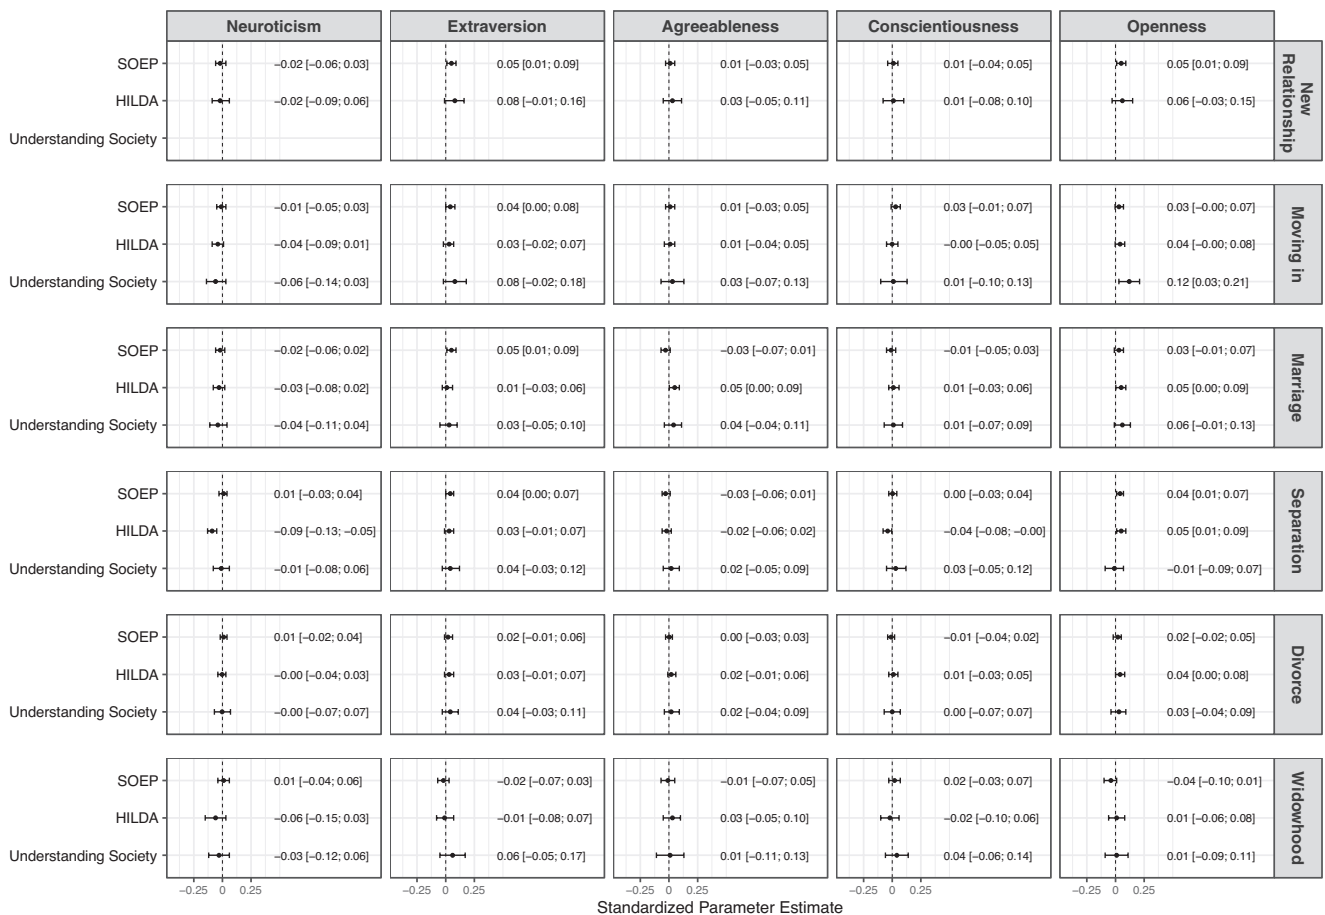 Neuroticism Extraversion Agreeableness Conscientiousness Openness
New Relationship
SOEP −0.02 [−0.06; 0.03] 0.05 [0.01; 0.09] 0.01 [−0.03; 0.05] 0.01 [−0.04; 0.05] 0.05 [0.01; 0.09]
HILDA −0.02 [−0.09; 0.06] 0.08 [−0.01; 0.16] 0.03 [−0.05; 0.11] 0.01 [−0.08; 0.10] 0.06 [−0.03; 0.15]
Understanding Society
Moving in
SOEP −0.01 [−0.05; 0.03] 0.04 [0.00; 0.08] 0.01 [−0.03; 0.05] 0.03 [−0.01; 0.07] 0.03 [−0.00; 0.07]
HILDA −0.04 [−0.09; 0.01] 0.03 [−0.02; 0.07] 0.01 [−0.04; 0.05] −0.00 [−0.05; 0.05] 0.04 [−0.00; 0.08]
Understanding Society −0.06 [−0.14; 0.03] 0.08 [−0.02; 0.18] 0.03 [−0.07; 0.13] 0.01 [−0.10; 0.13] 0.12 [0.03; 0.21]
Marriage
SOEP −0.02 [−0.06; 0.02] 0.05 [0.01; 0.09] −0.03 [−0.07; 0.01] −0.01 [−0.05; 0.03] 0.03 [−0.01; 0.07]
HILDA −0.03 [−0.08; 0.02] 0.01 [−0.03; 0.06] 0.05 [0.00; 0.09] 0.01 [−0.03; 0.06] 0.05 [0.00; 0.09]
Understanding Society −0.04 [−0.11; 0.04] 0.03 [−0.05; 0.10] 0.04 [−0.04; 0.11] 0.01 [−0.07; 0.09] 0.06 [−0.01; 0.13]
Separation
SOEP 0.01 [−0.03; 0.04] 0.04 [0.00; 0.07] −0.03 [−0.06; 0.01] 0.00 [−0.03; 0.04] 0.04 [0.01; 0.07]
HILDA −0.09 [−0.13; −0.05] 0.03 [−0.01; 0.07] −0.02 [−0.06; 0.02] −0.04 [−0.08; −0.00] 0.05 [0.01; 0.09]
Understanding Society −0.01 [−0.08; 0.06] 0.04 [−0.03; 0.12] 0.02 [−0.05; 0.09] 0.03 [−0.05; 0.12] −0.01 [−0.09; 0.07]
Divorce
SOEP 0.01 [−0.02; 0.04] 0.02 [−0.01; 0.06] 0.00 [−0.03; 0.03] −0.01 [−0.04; 0.02] 0.02 [−0.02; 0.05]
HILDA −0.00 [−0.04; 0.03] 0.03 [−0.01; 0.07] 0.02 [−0.01; 0.06] 0.01 [−0.03; 0.05] 0.04 [0.00; 0.08]
Understanding Society −0.00 [−0.07; 0.07] 0.04 [−0.03; 0.11] 0.02 [−0.04; 0.09] 0.00 [−0.07; 0.07] 0.03 [−0.04; 0.09]
Widowhood
SOEP 0.01 [−0.04; 0.06] −0.02 [−0.07; 0.03] −0.01 [−0.07; 0.05] 0.02 [−0.03; 0.07] −0.04 [−0.10; 0.01]
HILDA −0.06 [−0.15; 0.03] −0.01 [−0.08; 0.07] 0.03 [−0.05; 0.10] −0.02 [−0.10; 0.06] 0.01 [−0.06; 0.08]
Understanding Society −0.03 [−0.12; 0.06] 0.06 [−0.05; 0.17] 0.01 [−0.11; 0.13] 0.04 [−0.06; 0.14] 0.01 [−0.09; 0.11]
−0.25 0 0.25 −0.25 0 0.25 −0.25 0 0.25 −0.25 0 0.25 −0.25 0 0.25
Standardized Parameter Estimate